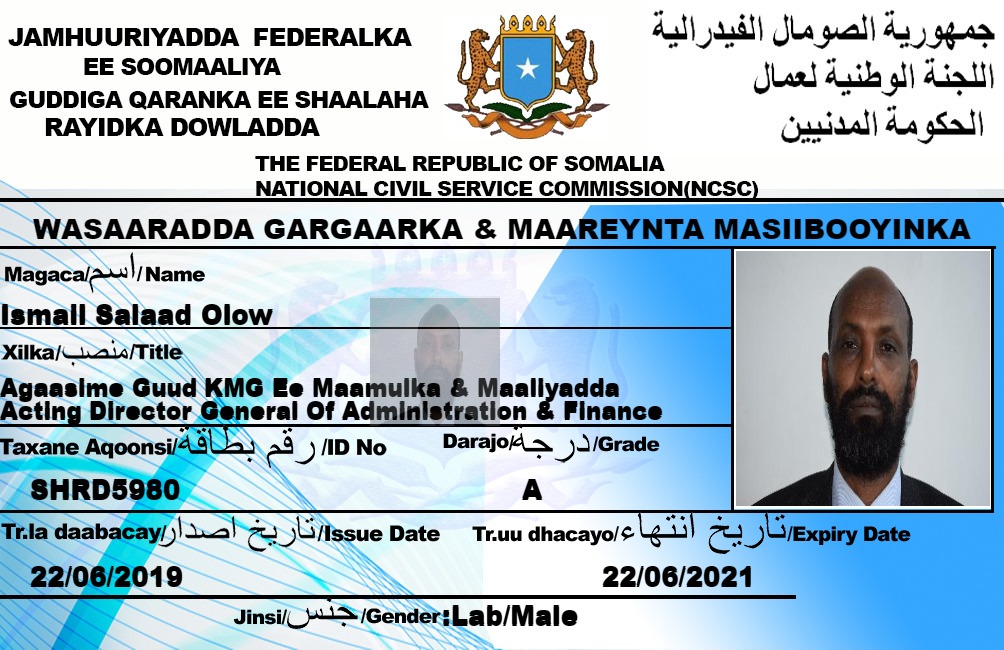 JAMHUURIYADDA FEDERALKA
EE SOOMAALIYA
GUDDIGA QARANKA EE SHAALAHA
RAYIDKA DOWLADDA
جمهورية الصومال الفيدرالية
اللجنة الوطنية لعمال
الحكومة المدنيين
THE FEDERAL REPUBLIC OF SOMALIA
NATIONAL CIVIL SERVICE COMMISSION(NCSC)
WASAARADDA GARGAARKA & MAAREYNTA MASIIBOOYINKA
Magaca/اسم/Name
Ismail Salaad Olow
Xilka/منصب/Title
Agaasime Guud KMG Ee Maamulka & Maaliyadda
Acting Director General Of Administration & Finance
Taxane Aqoonsi/رقم بطاقة/ID No
Darajo/درجة/Grade
SHRD5980
A
Tr.la daabacay/تاريخ اصدار/Issue Date
Tr.uu dhacayo/تاريخ انتهاء/Expiry Date
22/06/2019
22/06/2021
Jinsi/جنس/Gender:Lab/Male